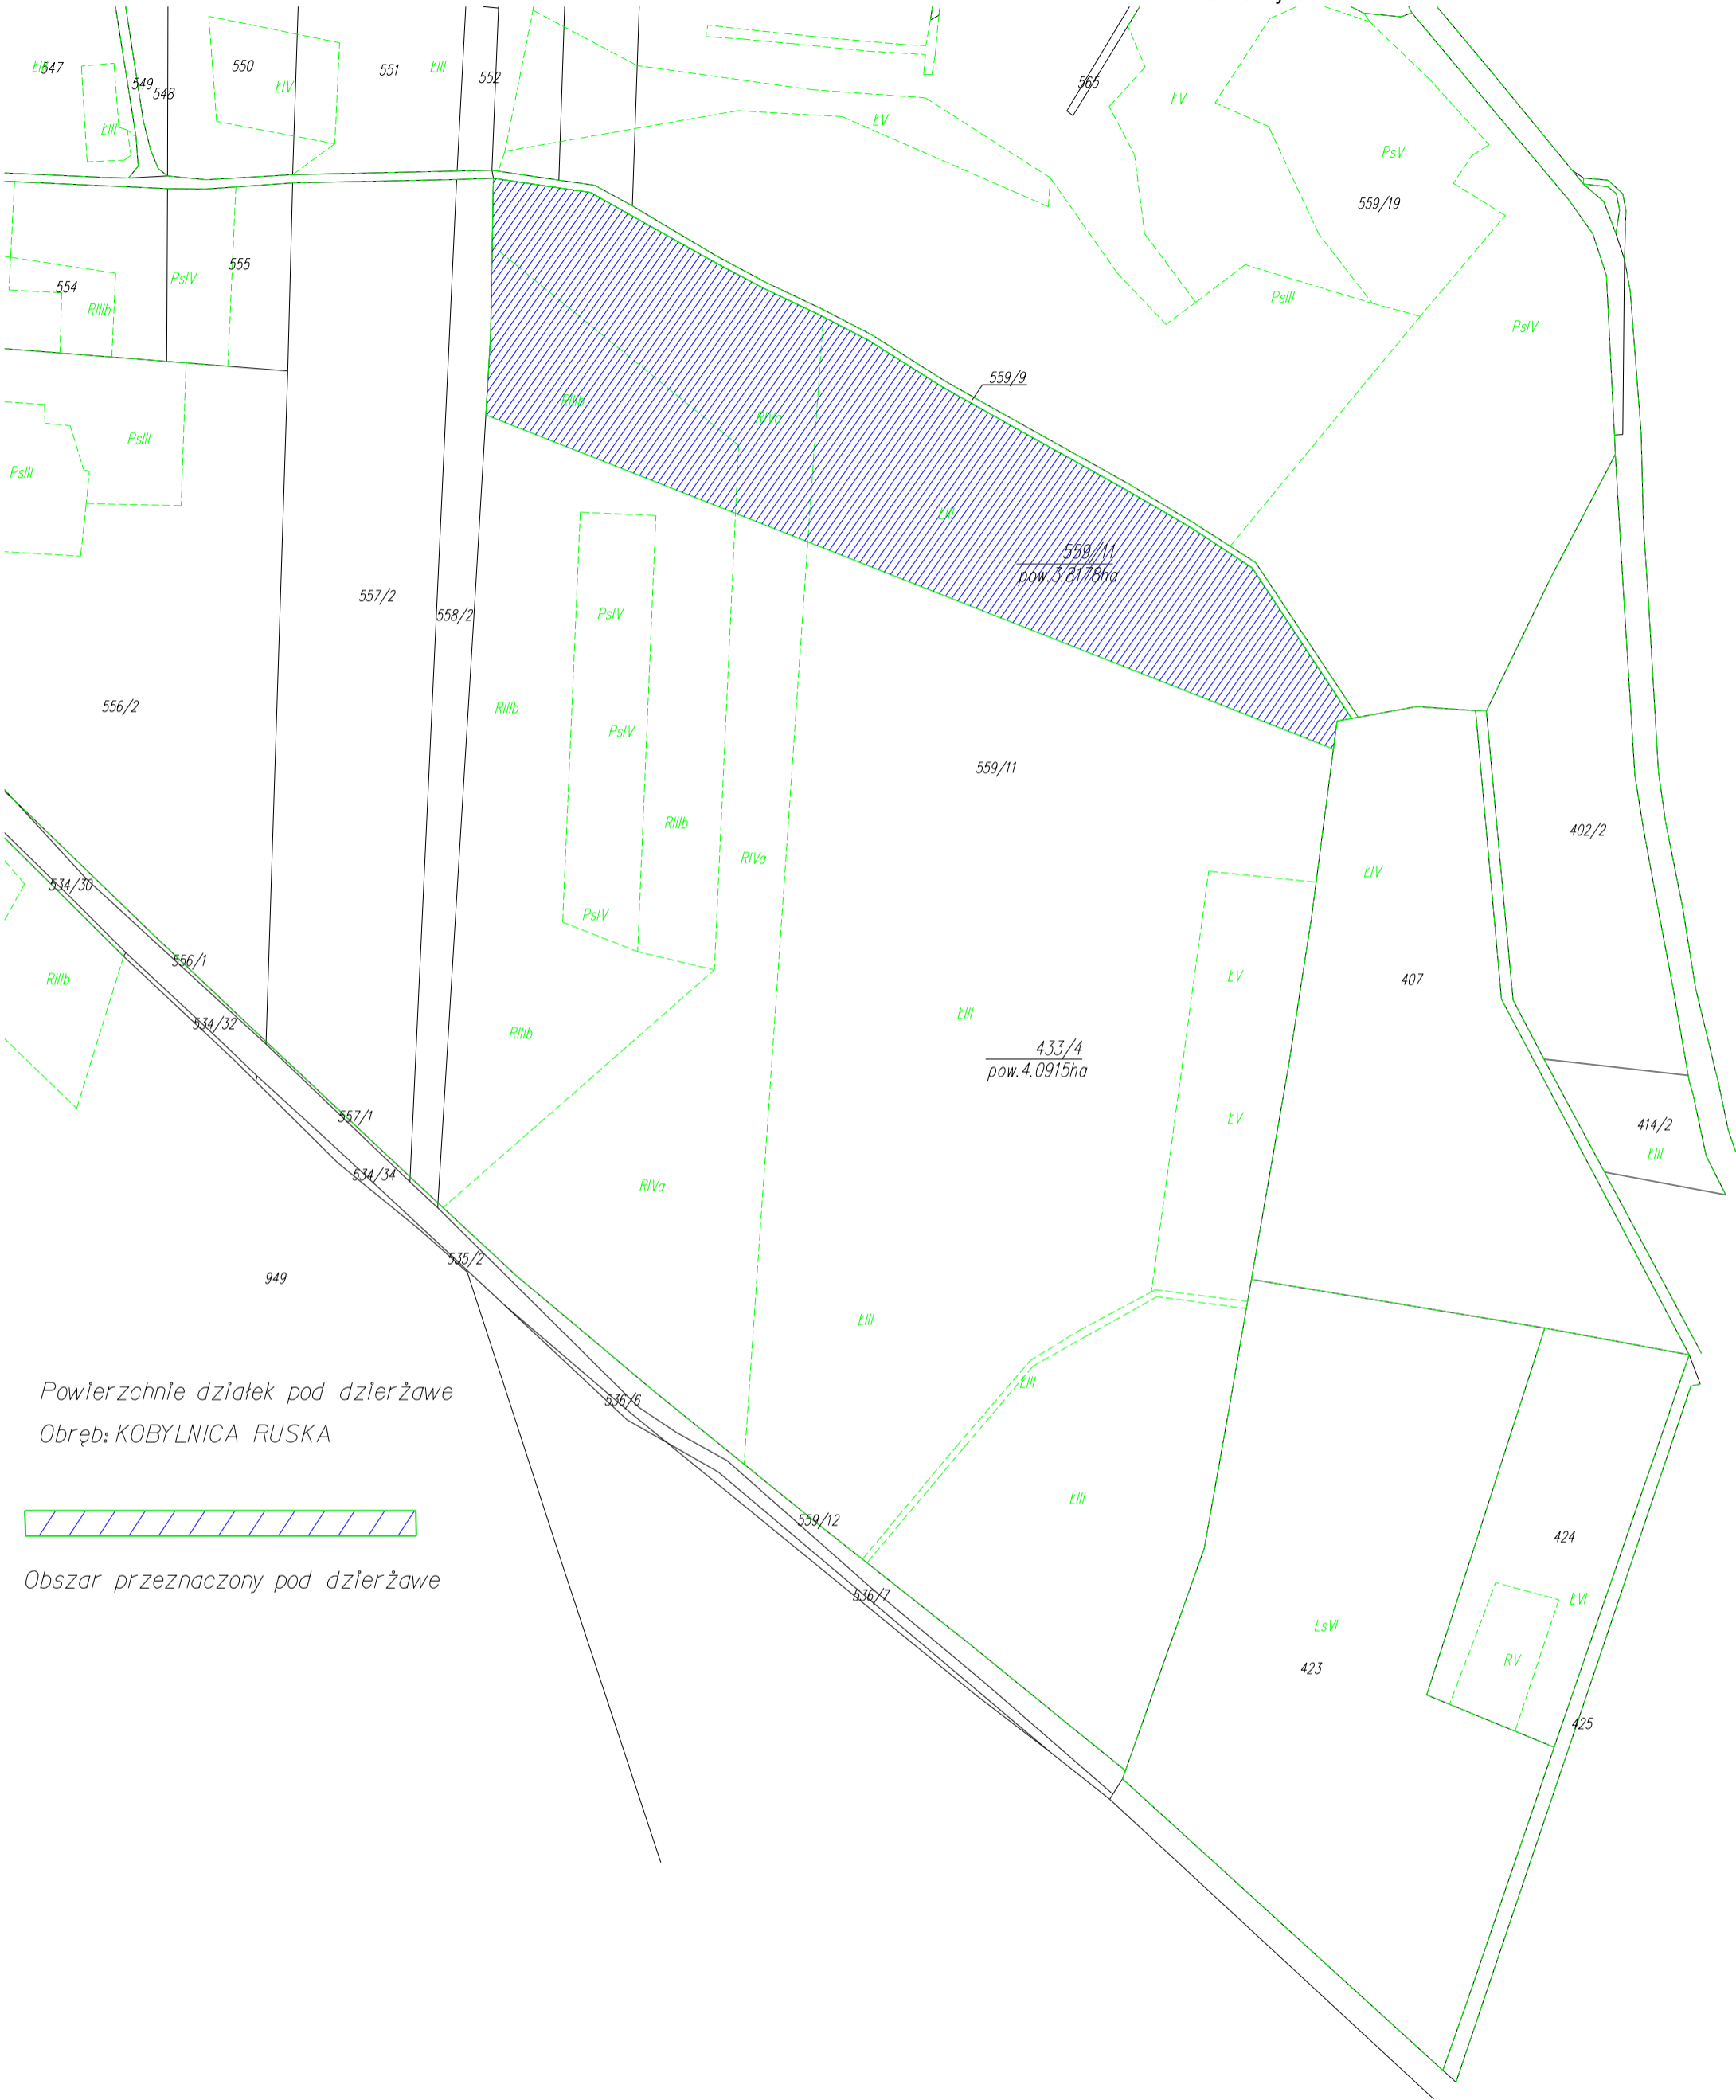 547
ŁIII
549
548
550
ŁIV
551
ŁIII
552
565
ŁV
ŁV
ŁIII
PsV
559/19
555
PsIV
554
RIIIb
PsIII
PsIV
559/9
RIIIb
RIVa
PsIII
PsIII
ŁIII
559/11
pow.3.8178ha
557/2
558/2
PsIV
556/2
RIIIb
PsIV
559/11
RIIIb
402/2
RIVa
ŁIV
534/30
PsIV
556/1
RIIIb
ŁV
407
ŁIII
534/32
RIIIb
433/4
pow.4.0915ha
557/1
ŁV
414/2
ŁIII
534/34
RIVa
535/2
949
ŁIII
Powierzchnie działek pod dzierżawe
ŁIII
536/6
Obręb: KOBYLNICA RUSKA
ŁIII
559/12
424
Obszar przeznaczony pod dzierżawe
536/7
ŁVI
LsVI
RV
423
425